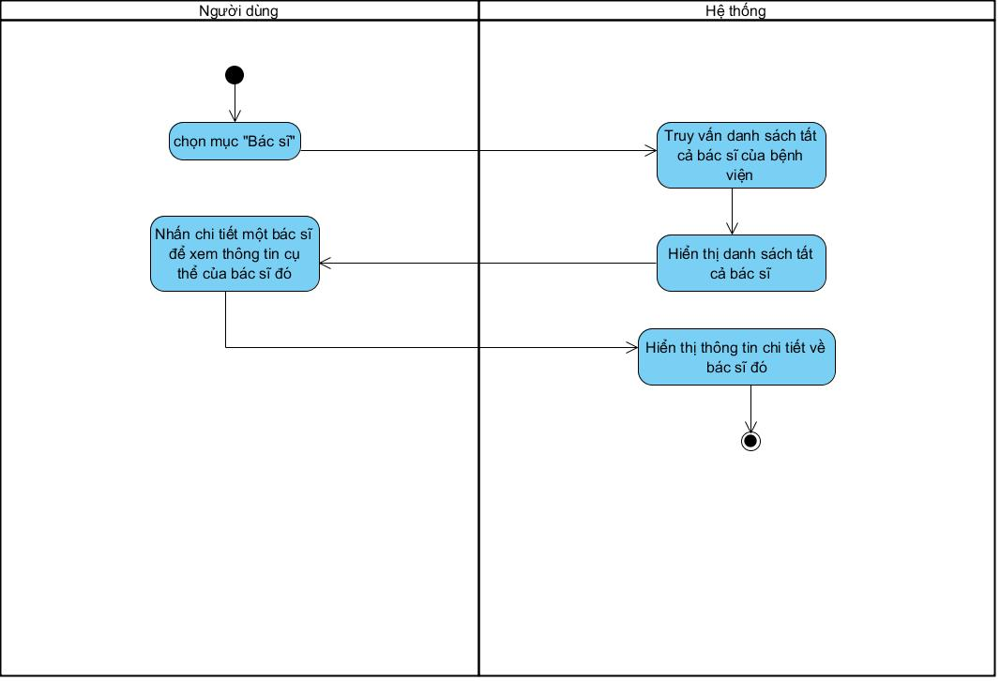 Người dùng
Hệ thống
chọn mục "Bác sĩ"
Truy vấn danh sách tất
cả bác sĩ của bệnh
viện
Nhấn chi tiết một bác sĩ
để xem thông tin cụ
thể của bác sĩ đó
Hiển thị danh sách tất
cả bác sĩ
Hiển thị thông tin chi tiết về
bác sĩ đó